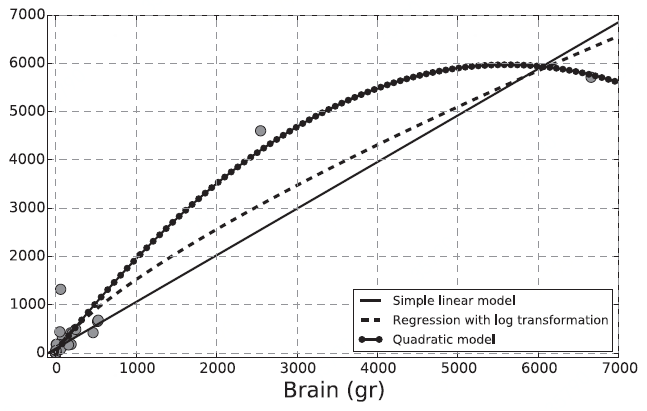 7000
6000
5000
4000
3000
2000
1000
0
Simple linear model
Regression with log transformation
Quadratic model
0 1000 2000 3000 4000 5000 6000 7000
Brain (gr)